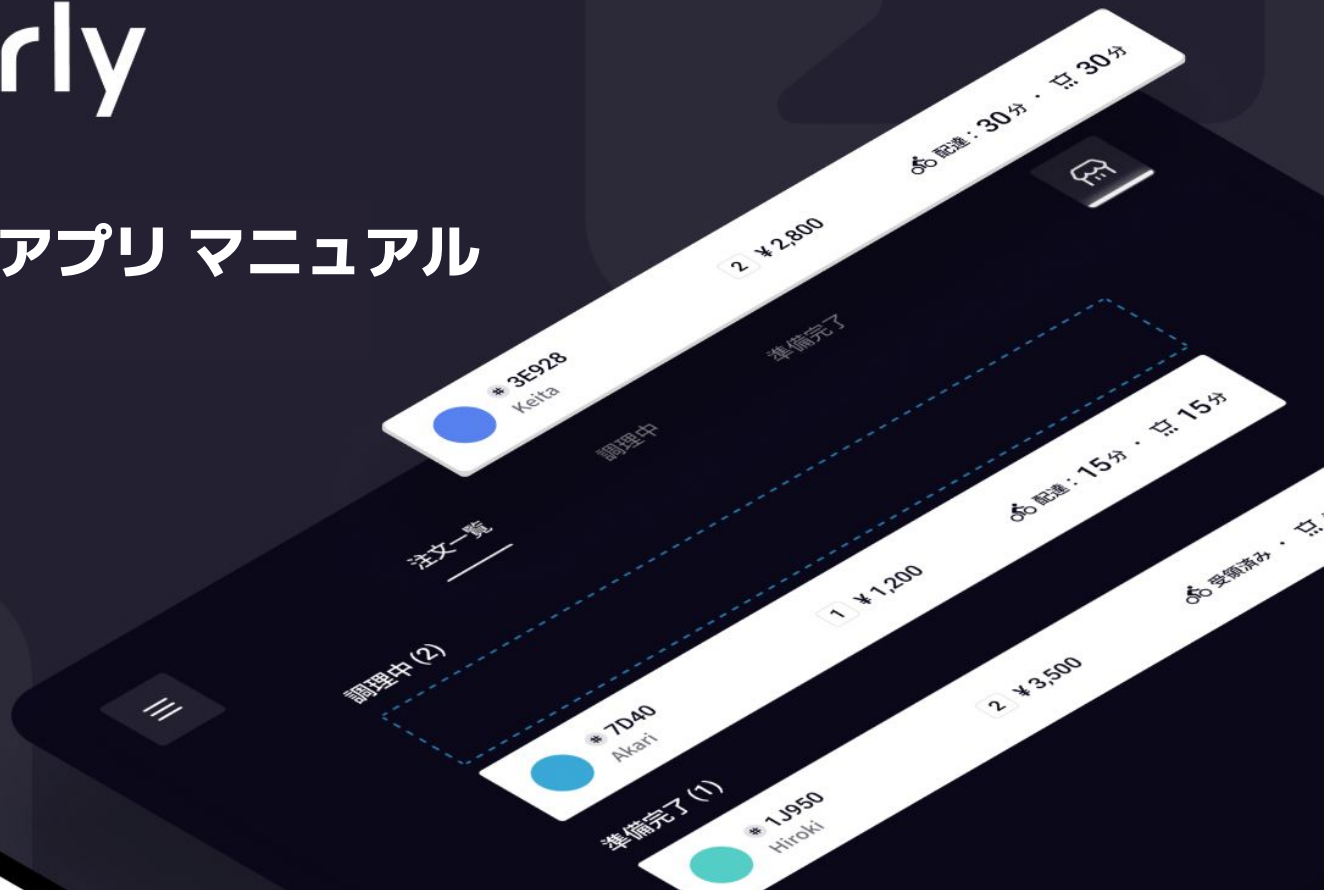 rly
アプリ マニュアル
# 3E928
Keita
2 ¥2,800
配達：30分 · 30分
注文一覧
調理中
準備完了
調理中 (2)
# 7D40
Akari
1 ¥1,200
配達：15分 · 15分
準備完了 (1)
# 1J950
Hiroki
2 ¥3,500
受領済み ·